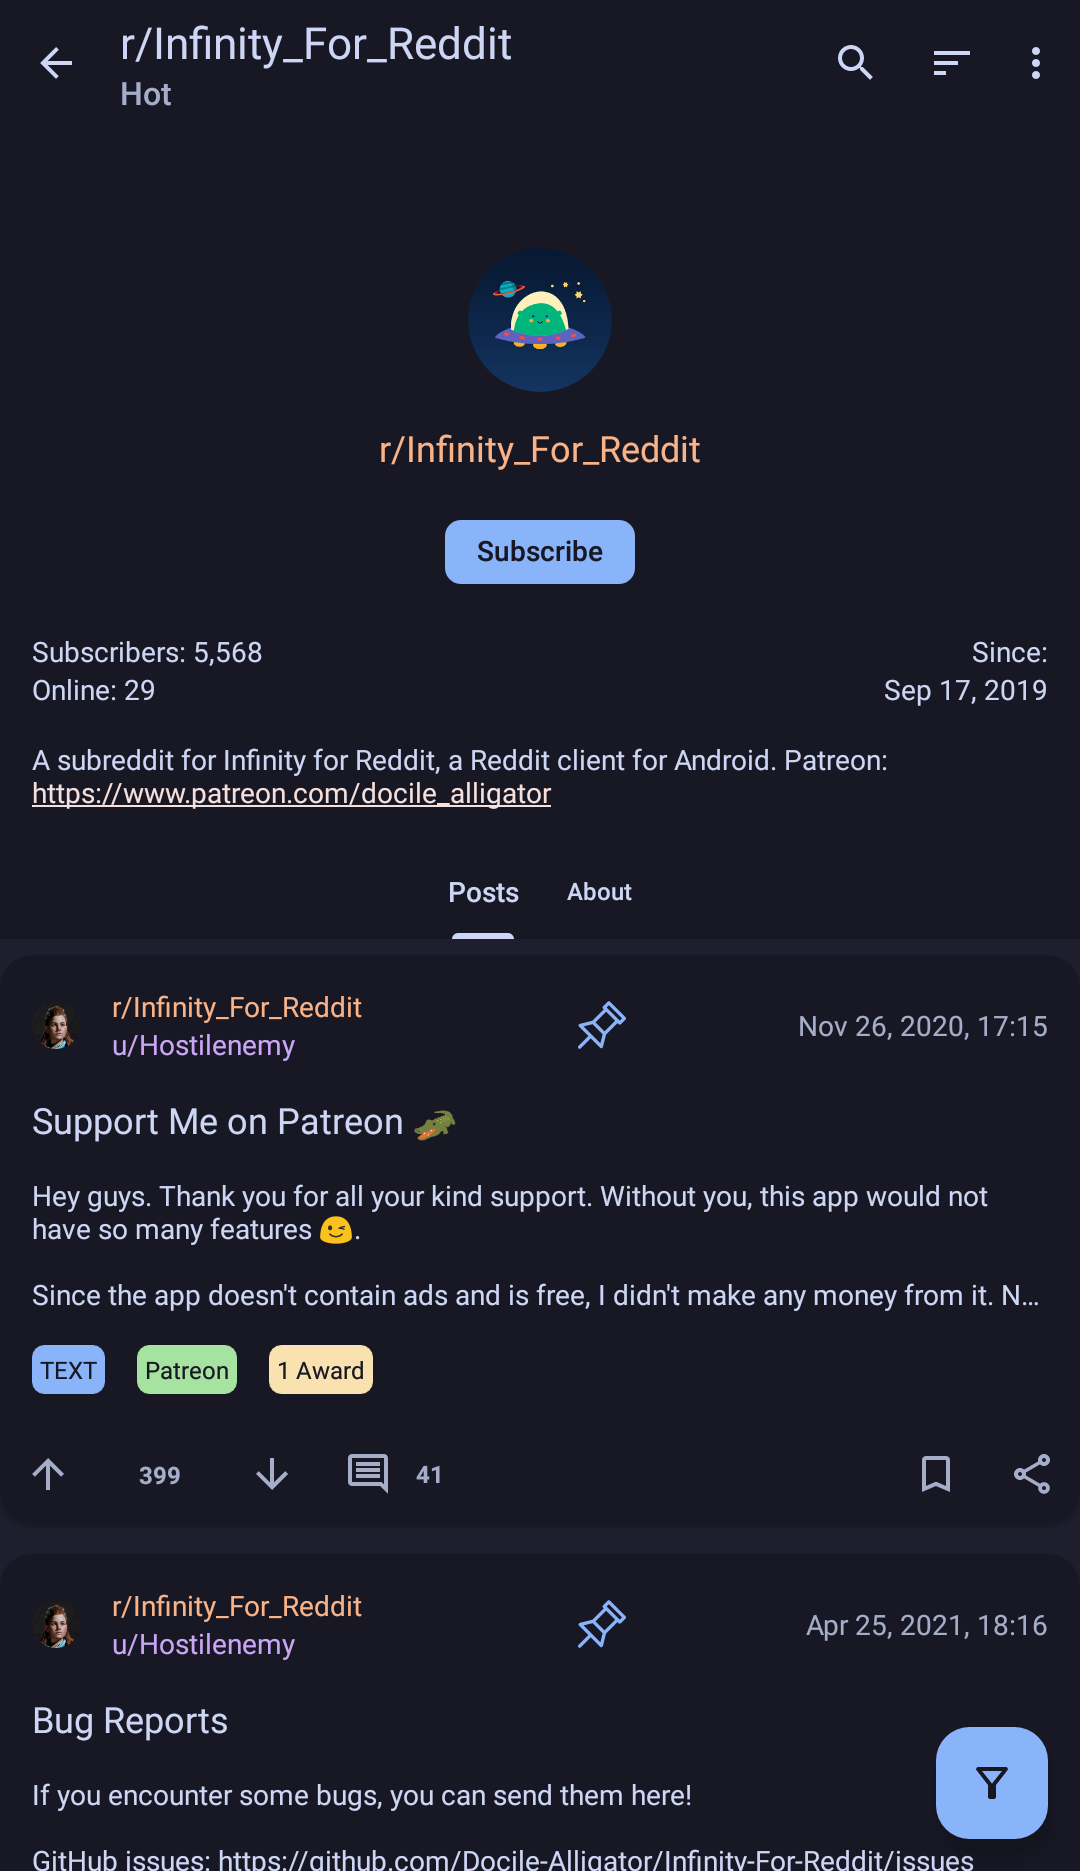 r/Infinity_For_Reddit
Hot
r/Infinity_For_Reddit
Subscribe
Subscribers: 5,568
Since:
Online: 29
Sep 17, 2019
A subreddit for Infinity for Reddit, a Reddit client for Android. Patreon:
https://www.patreon.com/docile_alligator
Posts
About
r/Infinity_For_Reddit
u/Hostilenemy
Nov 26, 2020, 17:15
Support Me on Patreon 🐊
Hey guys. Thank you for all your kind support. Without you, this app would not
have so many features 😉.
Since the app doesn't contain ads and is free, I didn't make any money from it. N…
TEXT
Patreon
1 Award
399
41
r/Infinity_For_Reddit
u/Hostilenemy
Apr 25, 2021, 18:16
Bug Reports
If you encounter some bugs, you can send them here!
GitHub issues: https://github.com/Docile-Alligator/Infinity-For-Reddit/issues